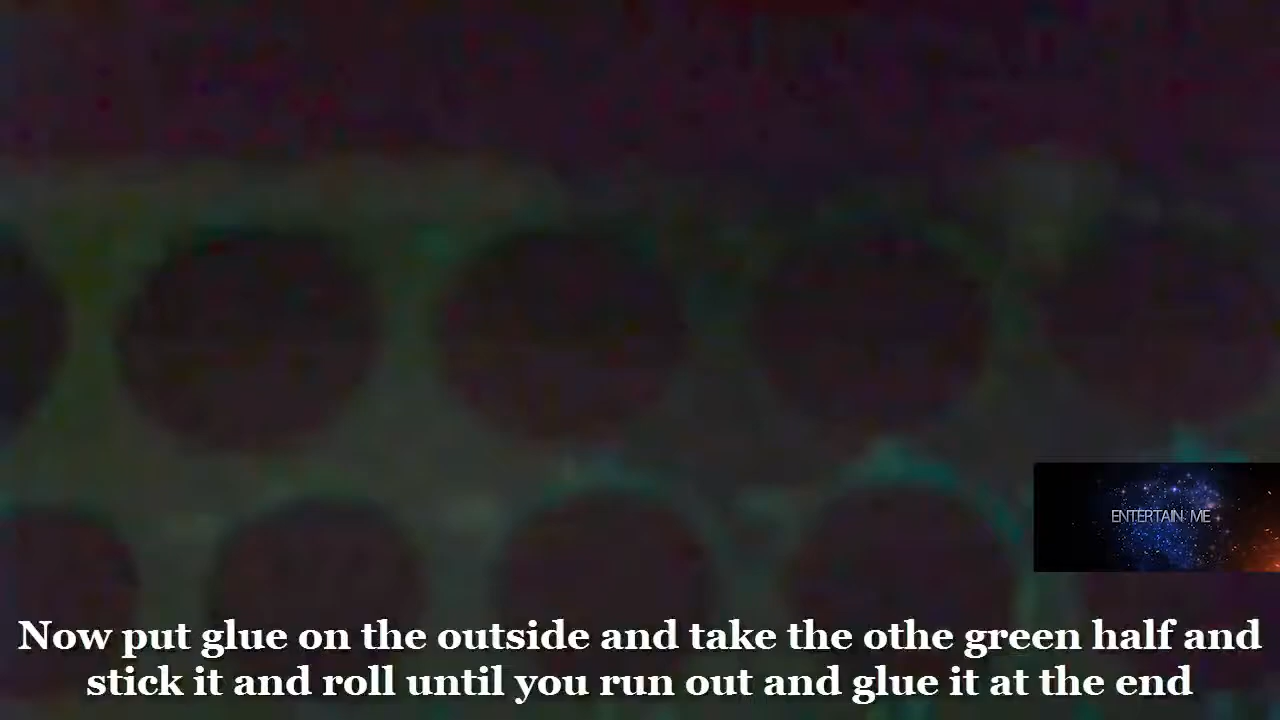 ENTERTAIN ME
Now put glue on the outside and take the othe green half and
stick it and roll until you run out and glue it at the end